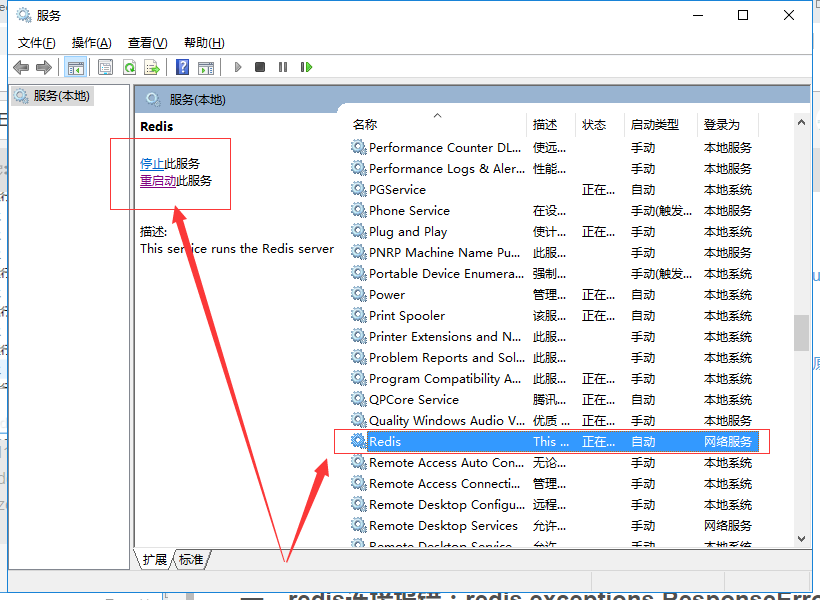 服务
文件(F) 操作(A) 查看(V) 帮助(H)
服务(本地)
服务(本地)
Redis
停止此服务
重启动此服务
描述:
This service runs the Redis server
名称 描述 状态 启动类型 登录为
Performance Counter DL... 使远... 手动 本地服务
Performance Logs & Aler... 性能... 手动 本地服务
PGService 正在... 自动 本地系统
Phone Service 在设... 手动(触发... 本地服务
Plug and Play 使计... 正在... 手动 本地系统
PNRP Machine Name Pu... 此服... 手动 本地服务
Portable Device Enumera... 强制... 手动(触发... 本地系统
Power 管理... 正在... 自动 本地系统
Print Spooler 该服... 正在... 自动 本地系统
Printer Extensions and N... 此服... 手动 本地系统
Problem Reports and Sol... 此服... 手动 本地系统
Program Compatibility A... 此服... 正在... 自动 本地系统
QPCore Service 腾讯... 正在... 自动 本地系统
Quality Windows Audio V... 优质 ... 正在... 手动 本地服务
Redis This ... 正在... 自动 网络服务
Remote Access Auto Con... 无论... 手动 本地系统
Remote Access Connecti... 管理... 手动 本地系统
Remote Desktop Configu... 远程... 手动 本地系统
Remote Desktop Services 允许... 手动 网络服务
Remote Desktop Service... 允许... 手动 本地系统
扩展 标准
redis连接报错：redis.exceptions.ResponseErro